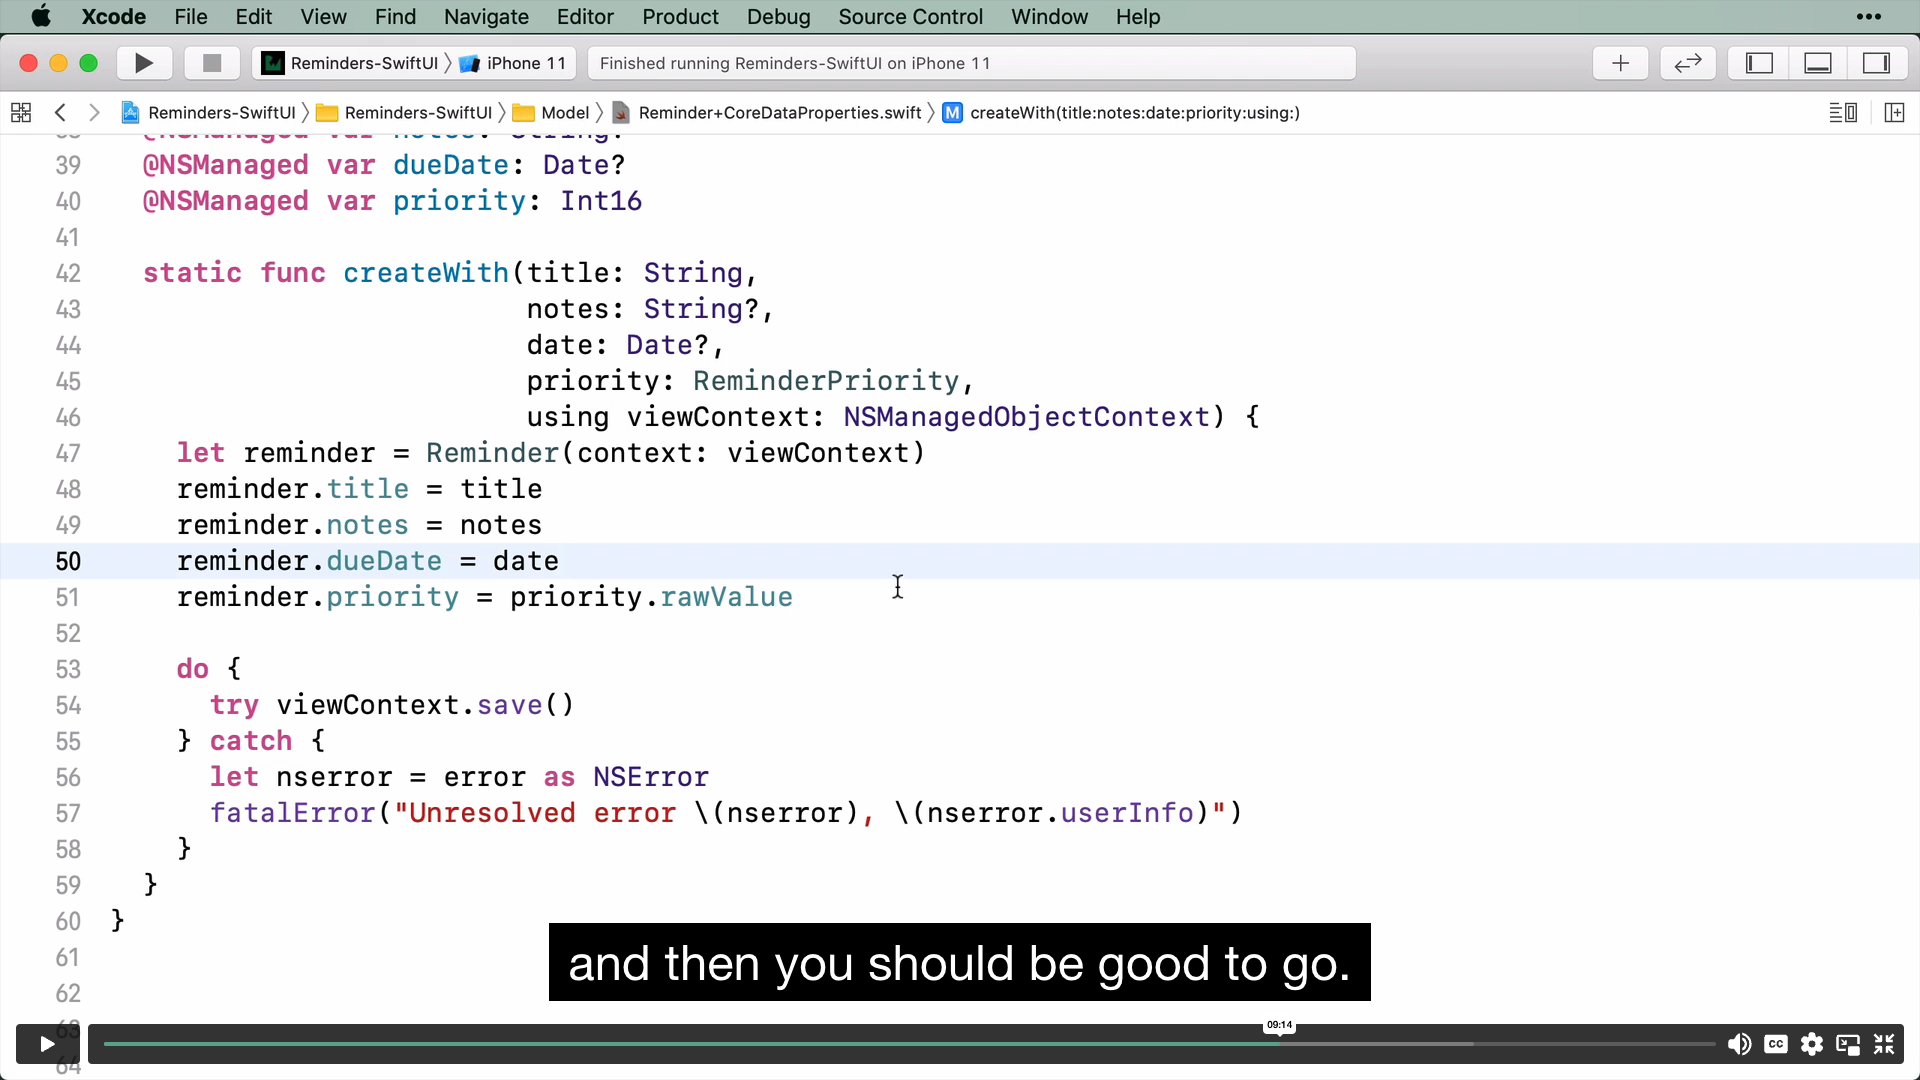 Xcode File Edit View Find Navigate Editor Product Debug Source Control Window Help •••
Reminders-SwiftUI iPhone 11 Finished running Reminders-SwiftUI on iPhone 11
Reminders-SwiftUI Reminders-SwiftUI Model Reminder+CoreDataProperties.swift M createWith(title:notes:date:priority:using:)
38 @NSManaged var notes: String?
39 @NSManaged var dueDate: Date?
40 @NSManaged var priority: Int16
41
42 static func createWith(title: String,
43 notes: String?,
44 date: Date?,
45 priority: ReminderPriority,
46 using viewContext: NSManagedObjectContext) {
47 let reminder = Reminder(context: viewContext)
48 reminder.title = title
49 reminder.notes = notes
50 reminder.dueDate = date
51 reminder.priority = priority.rawValue
52
53 do {
54 try viewContext.save()
55 } catch {
56 let nserror = error as NSError
57 fatalError("Unresolved error \(nserror), \(nserror.userInfo)")
58 }
59 }
60 }
61
62
and then you should be good to go.
63
09:14
CC
64